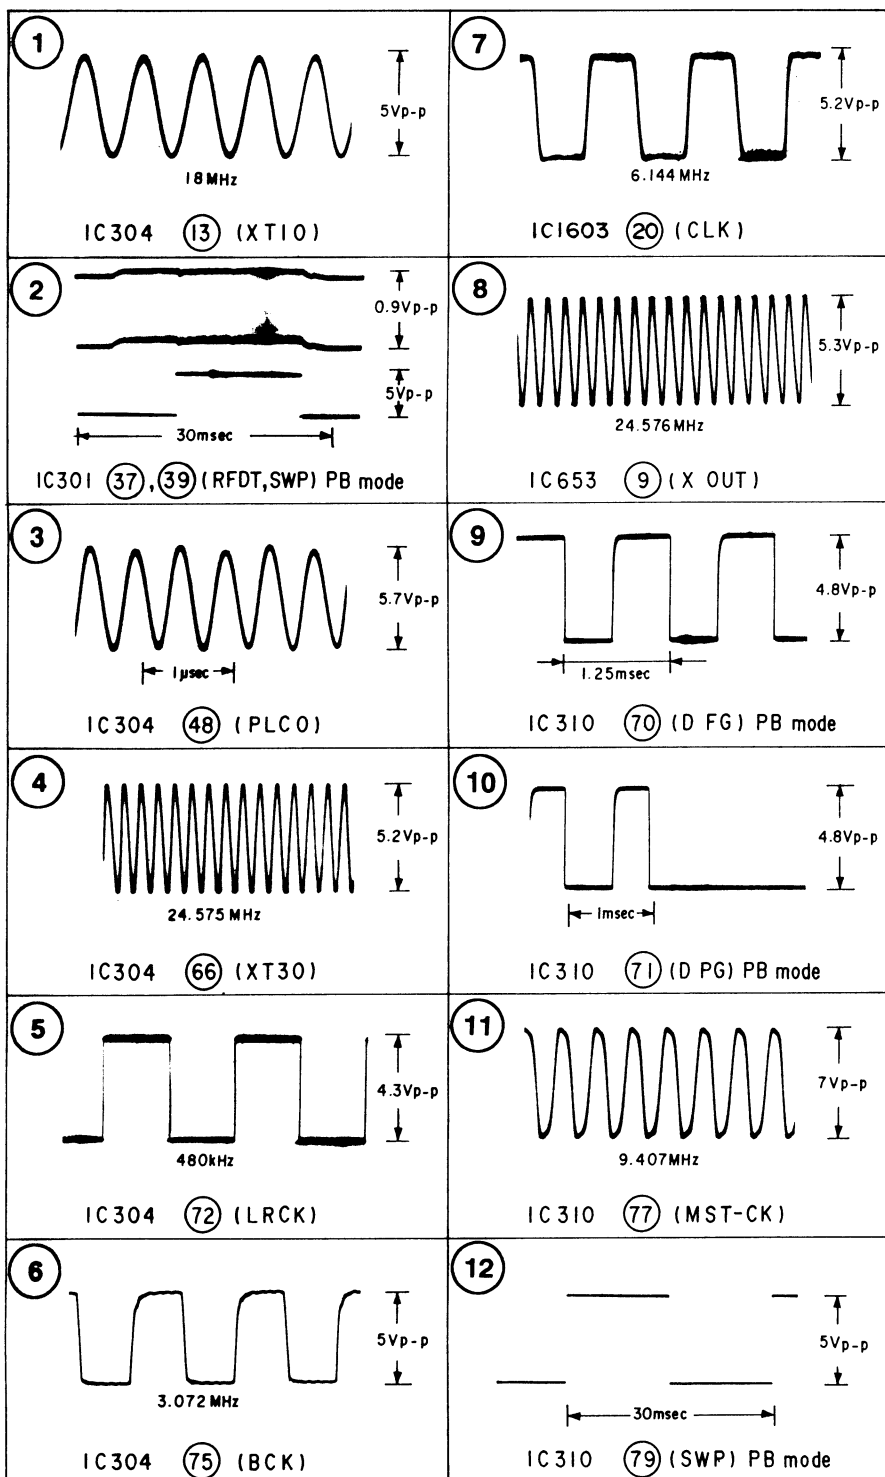 1
5Vp-p
18MHz
IC304 13 (XT10)
2
0.9Vp-p
5Vp-p
30msec
IC301 37, 39 (RFDT,SWP) PB mode
3
5.7Vp-p
1μsec
IC304 48 (PLCO)
4
5.2Vp-p
24.575 MHz
IC304 66 (XT30)
5
4.3Vp-p
480kHz
IC304 72 (LRCK)
6
5Vp-p
3.072MHz
IC304 75 (BCK)
7
5.2Vp-p
6.144MHz
IC1603 20 (CLK)
8
5.3Vp-p
24.576MHz
IC653 9 (X OUT)
9
4.8Vp-p
1.25msec
IC310 70 (D FG) PB mode
10
4.8Vp-p
1msec
IC310 71 (D PG) PB mode
11
7Vp-p
9.407MHz
IC310 77 (MST-CK)
12
5Vp-p
30msec
IC310 79 (SWP) PB mode